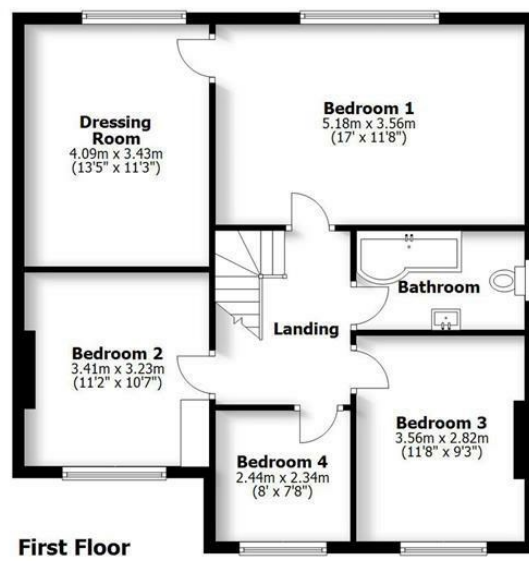 Dressing
Room
4.09m x 3.43m
(13'5" x 11'3")
Bedroom 1
5.18m x 3.56m
(17' x 11'8")
Bathroom
Landing
Bedroom 2
3.41m x 3.23m
(11'2" x 10'7")
Bedroom 3
3.56m x 2.82m
(11'8" x 9'3")
Bedroom 4
2.44m x 2.34m
(8' x 7'8")
First Floor